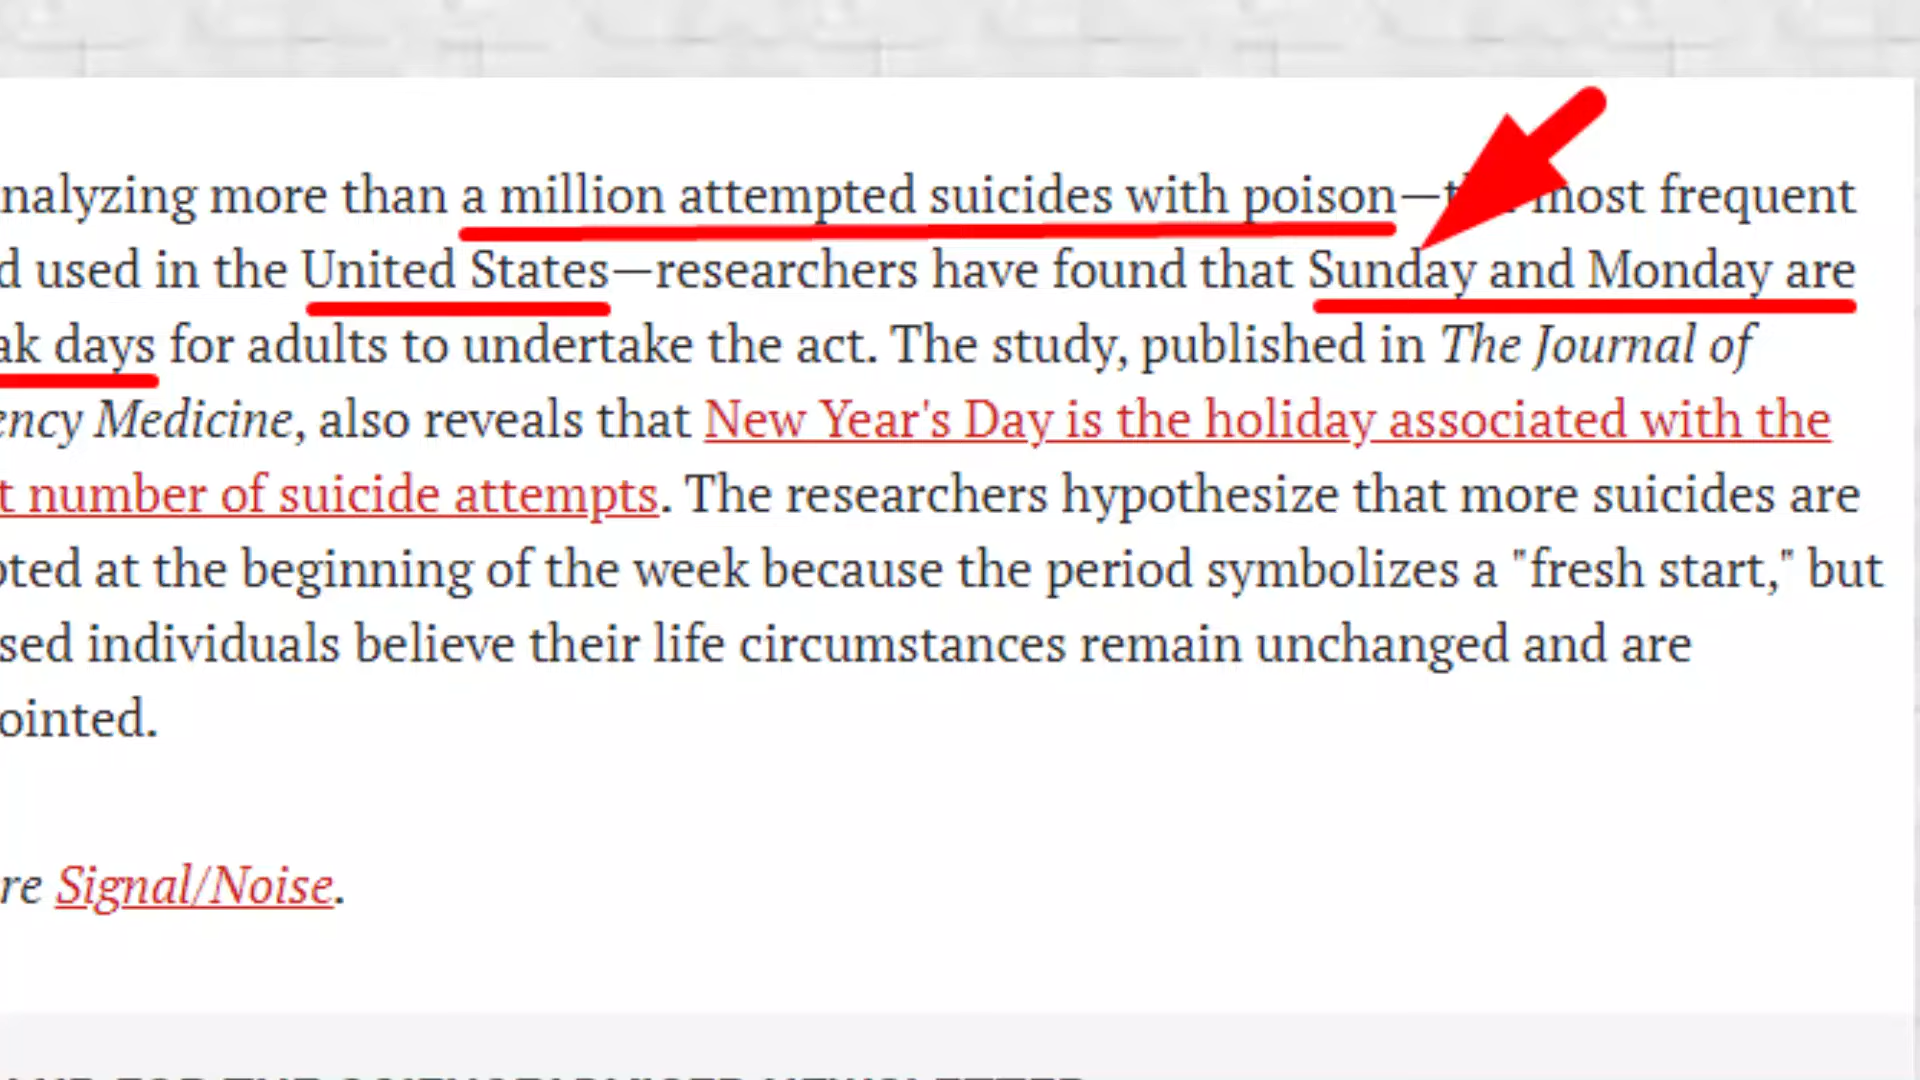 nalyzing more than a million attempted suicides with poison—most frequent
d used in the United States—researchers have found that Sunday and Monday are
ak days for adults to undertake the act. The study, published in The Journal of
ency Medicine, also reveals that New Year's Day is the holiday associated with the
t number of suicide attempts. The researchers hypothesize that more suicides are
pted at the beginning of the week because the period symbolizes a "fresh start," but
sed individuals believe their life circumstances remain unchanged and are
ointed.
re Signal/Noise.